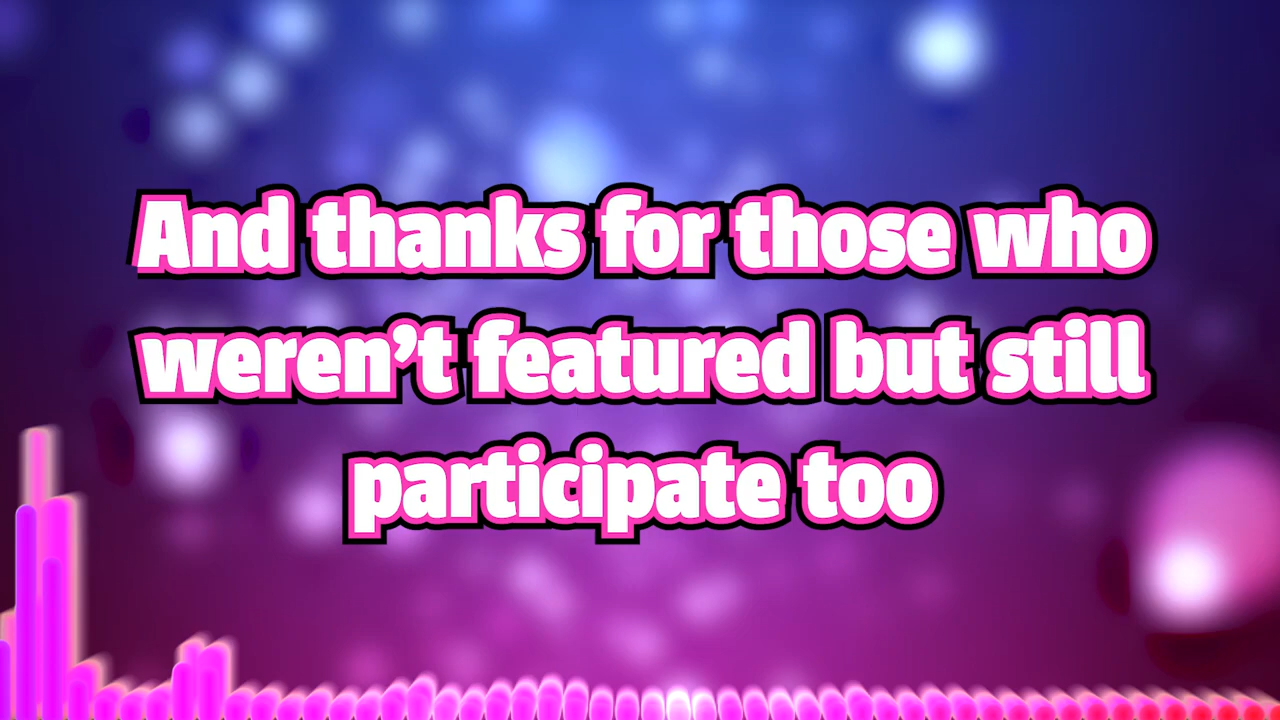 And thanks for those who
weren’t featured but still
participate too